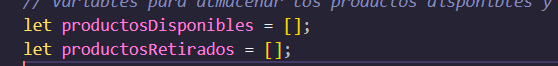 // Variables para almacenar los productos disponibles y
let productosDisponibles = [];
let productosRetirados = [];